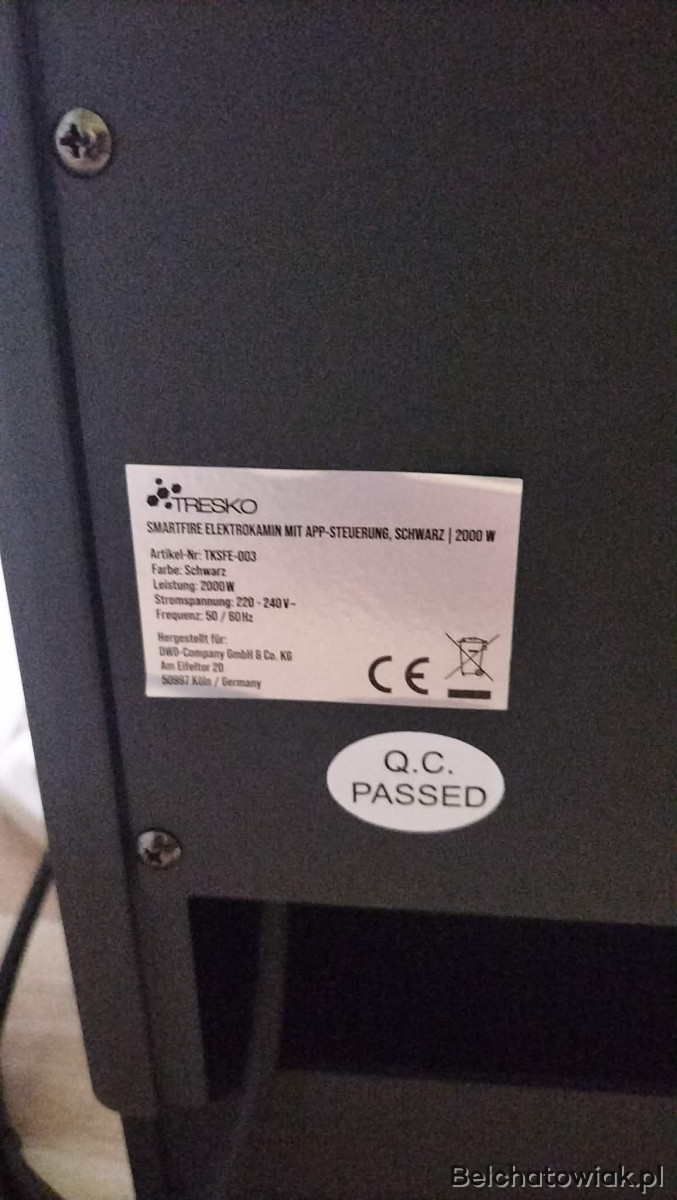 TRESKO
SMARTFIRE ELEKTROKAMIN MIT APP-STEUERUNG, SCHWARZ | 2000 W
Artikel-Nr: TKSFE-003
Farbe: Schwarz
Leistung: 2000W
Stromspannung: 220 - 240V~
Frequenz: 50 / 60Hz
Hergestellt für:
DWD-Company GmbH & Co. KG
Am Eifeltor 20
50997 Köln / Germany
CE
Q.C.
PASSED
Belchatowiak.pl